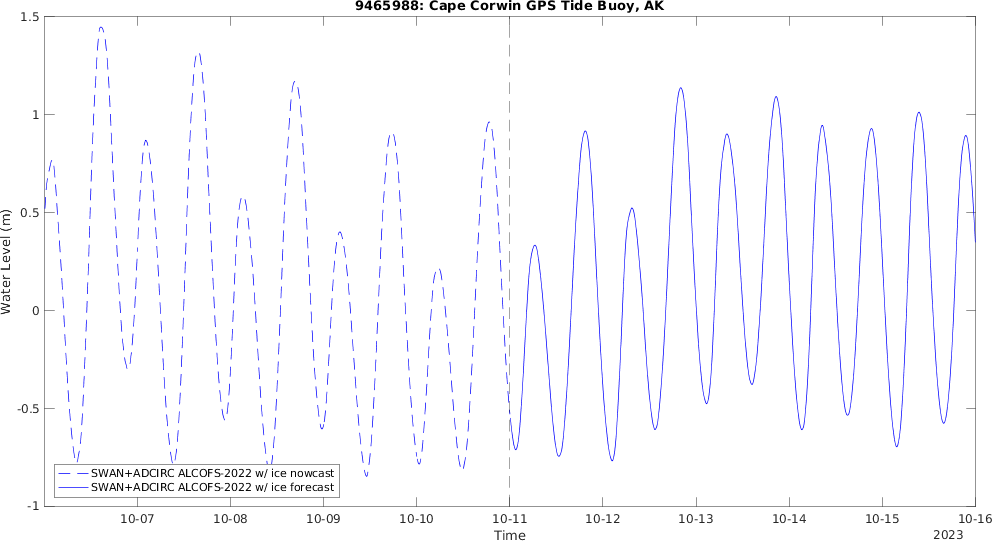 9465988: Cape Corwin GPS Tide Buoy, AK
1.5
1
0.5
0
-0.5
-1
Water Level (m)
SWAN+ADCIRC ALCOFS-2022 w/ ice nowcast
SWAN+ADCIRC ALCOFS-2022 w/ ice forecast
10-07 10-08 10-09 10-10 10-11 10-12 10-13 10-14 10-15 10-16
Time
2023